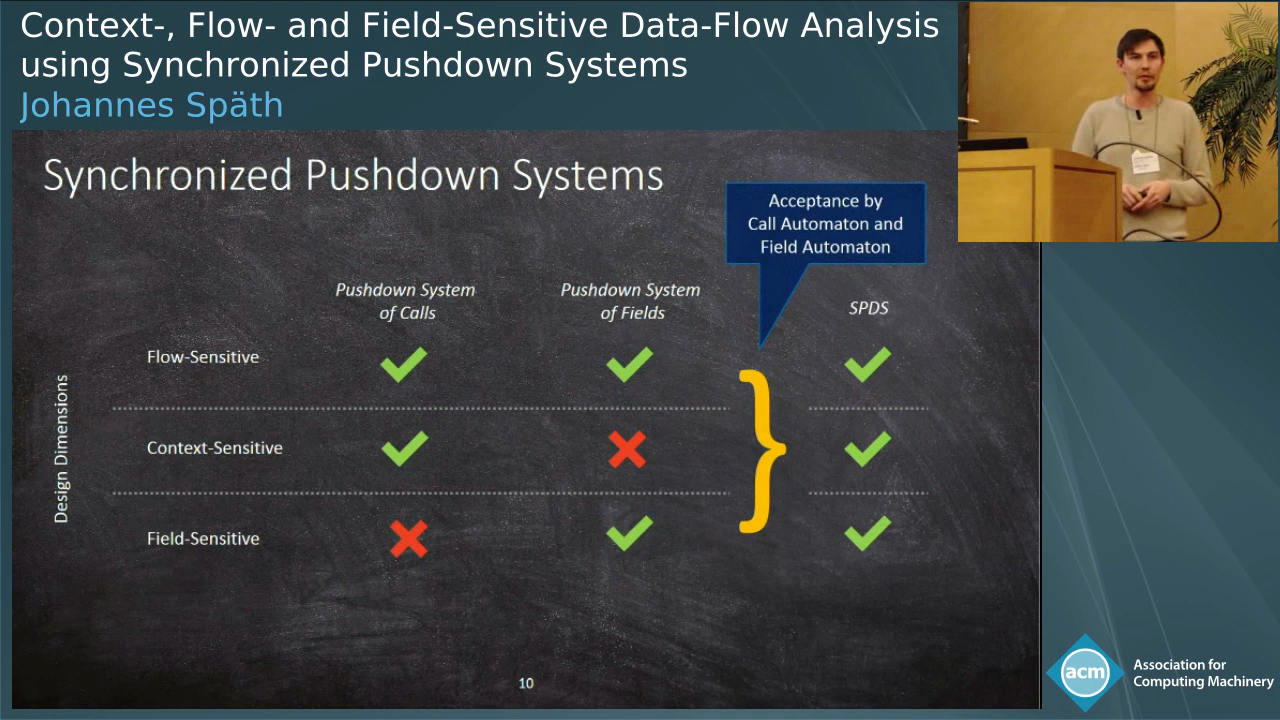 Context-, Flow- and Field-Sensitive Data-Flow Analysis
using Synchronized Pushdown Systems
Johannes Späth
Synchronized Pushdown Systems
Acceptance by
Call Automaton and
Field Automaton
Pushdown System
of Calls
Pushdown System
of Fields
SPDS
Design Dimensions
Flow-Sensitive
Context-Sensitive
Field-Sensitive
}
10
acm
Association for
Computing Machinery